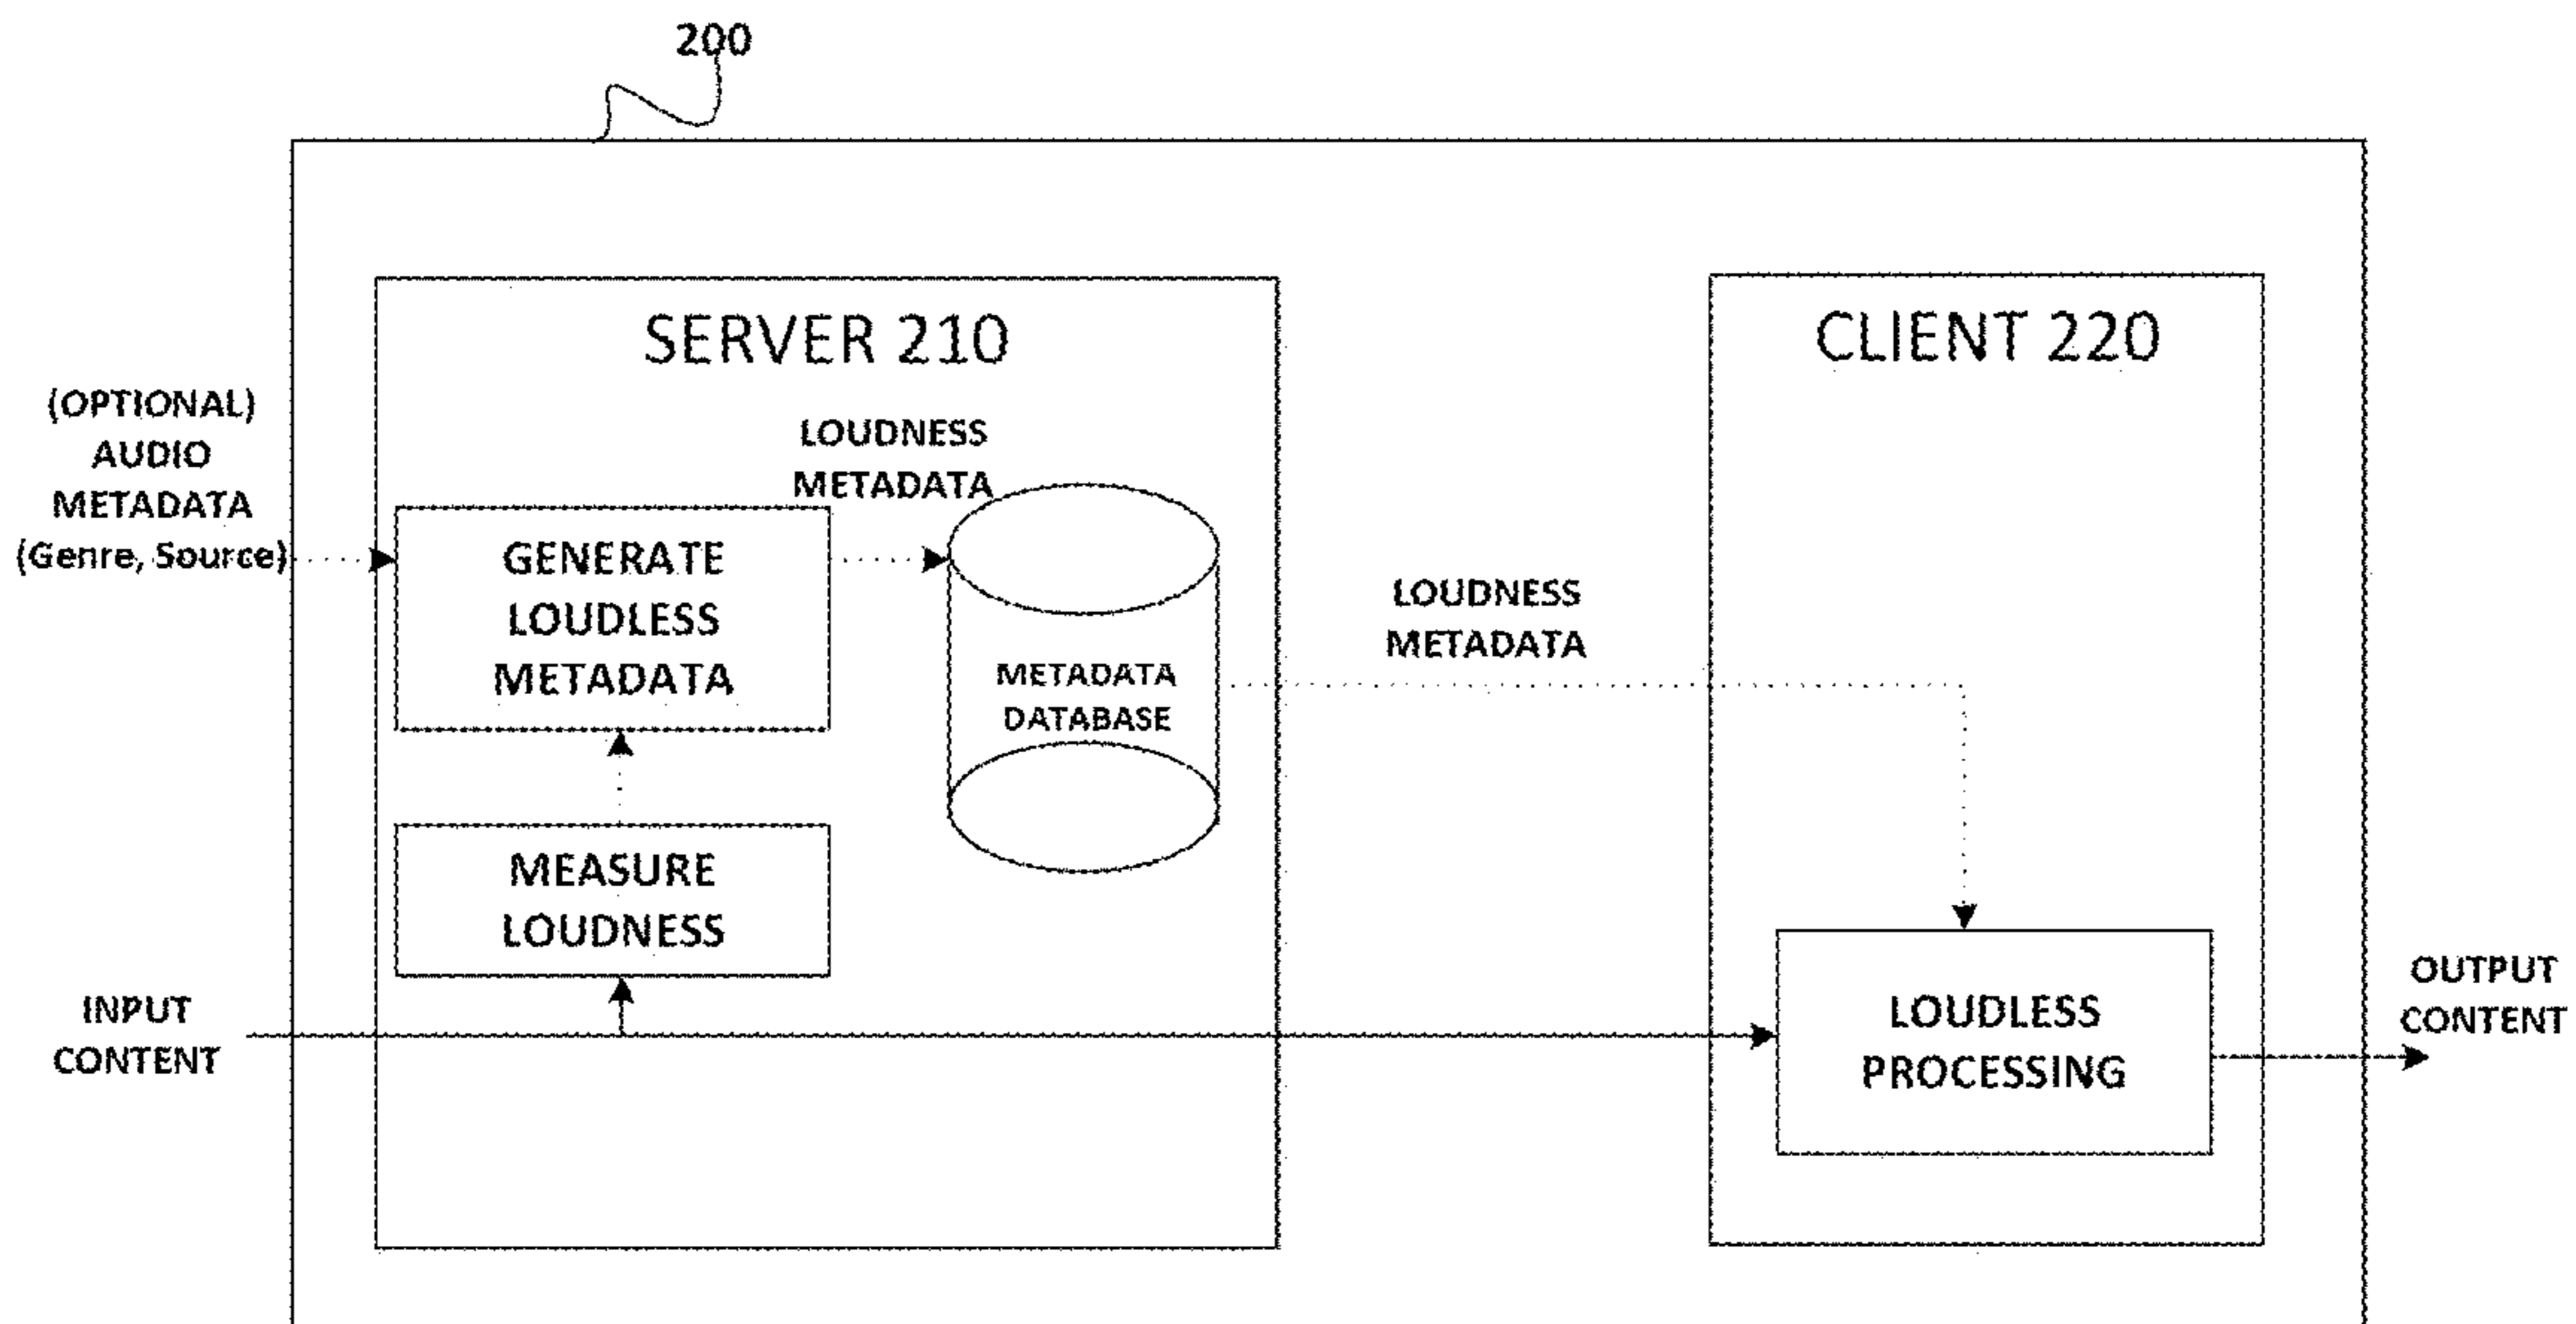 200
SERVER 210
CLIENT 220
(OPTIONAL)
AUDIO
METADATA
(Genre, Source)
LOUDNESS
METADATA
GENERATE
LOUDLESS
METADATA
METADATA
DATABASE
LOUDNESS
METADATA
MEASURE
LOUDNESS
INPUT
CONTENT
LOUDLESS
PROCESSING
OUTPUT
CONTENT